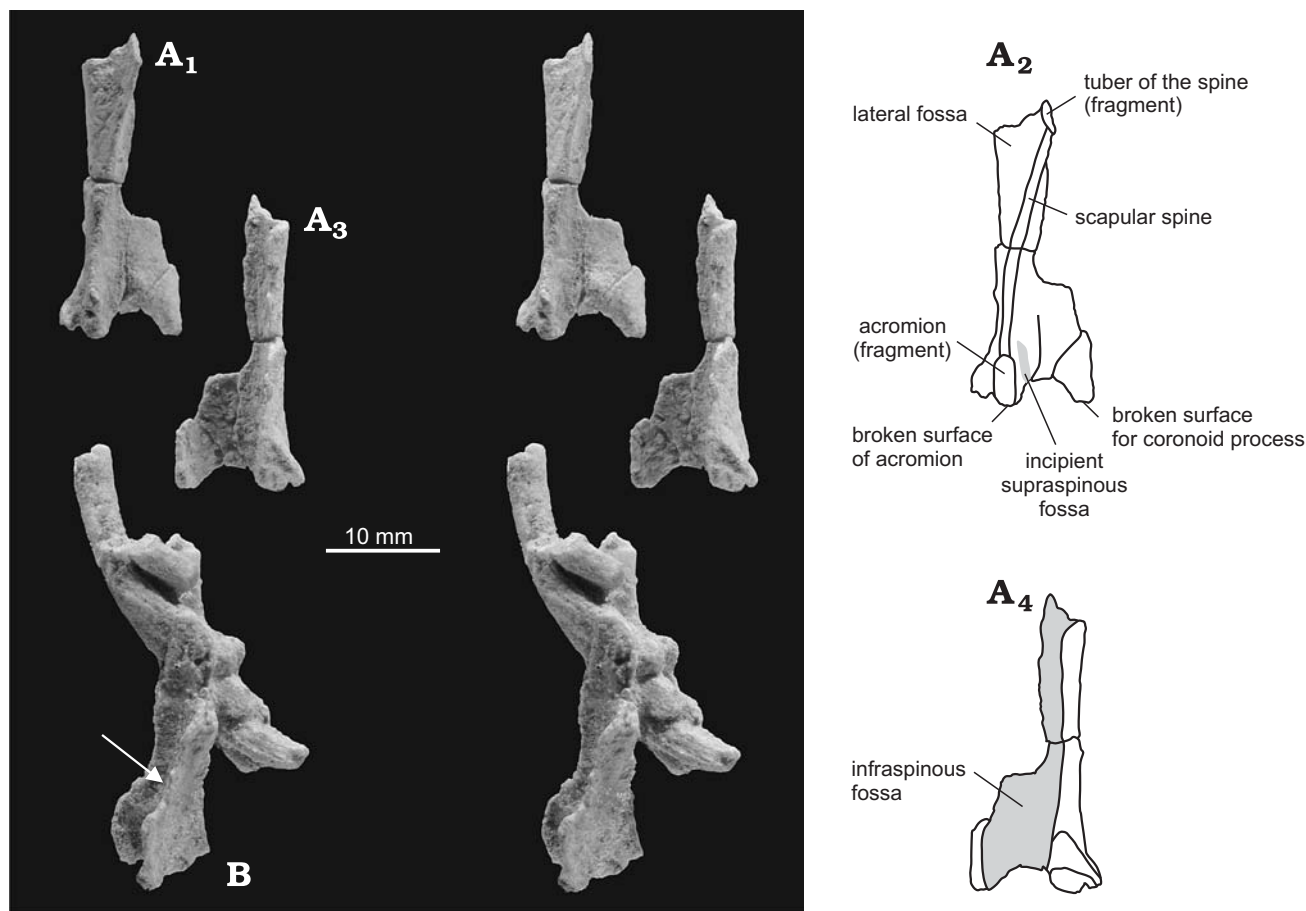 A1
A3
10 mm
B
A2
tuber of the spine
(fragment)
lateral fossa
scapular spine
acromion
(fragment)
broken surface
of acromion
incipient
supraspinous
fossa
broken surface
for coronoid process
A4
infraspinous
fossa